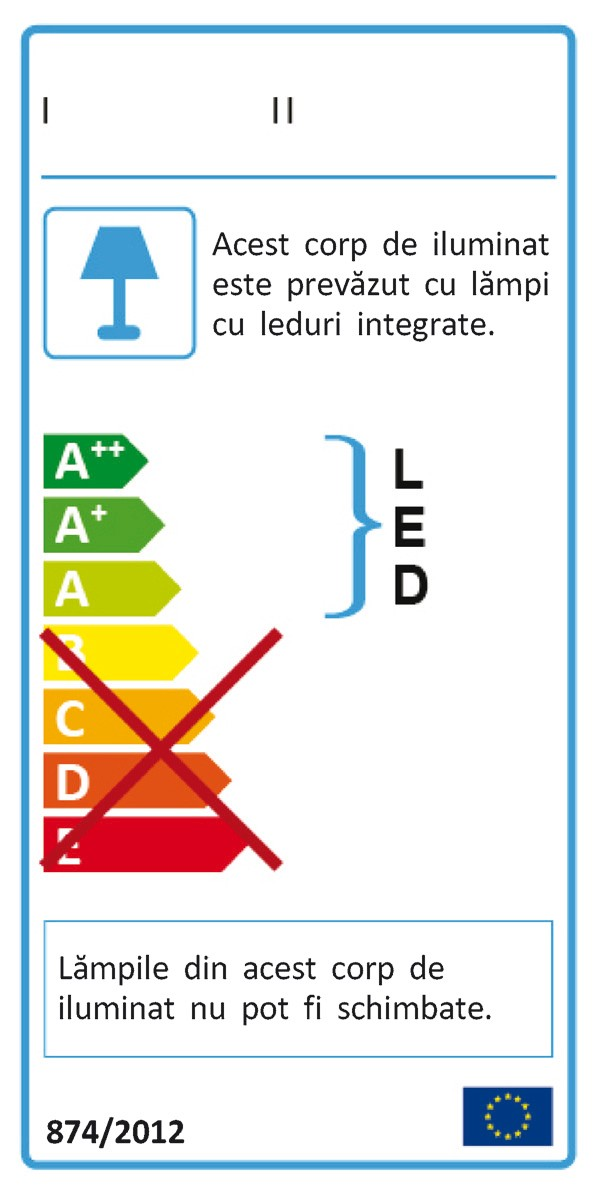 I II
Acest corp de iluminat
este prevăzut cu lămpi
cu leduri integrate.
A++
A+
A
B
C
D
E
L
E
D
Lămpile din acest corp de
iluminat nu pot fi schimbate.
874/2012